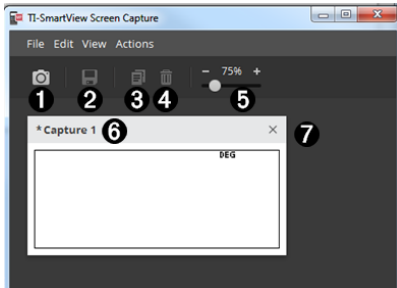 TI-SmartView Screen Capture
File Edit View Actions
− 75% +
1 2 3 4 5
* Capture 1 6 7
DEG